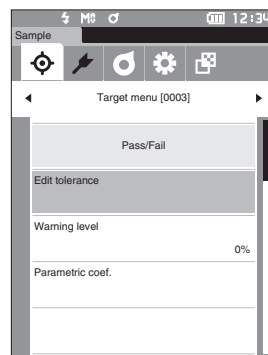 12:34
Sample
Target menu [0003]
Pass/Fail
Edit tolerance
Warning level
0%
Parametric coef.